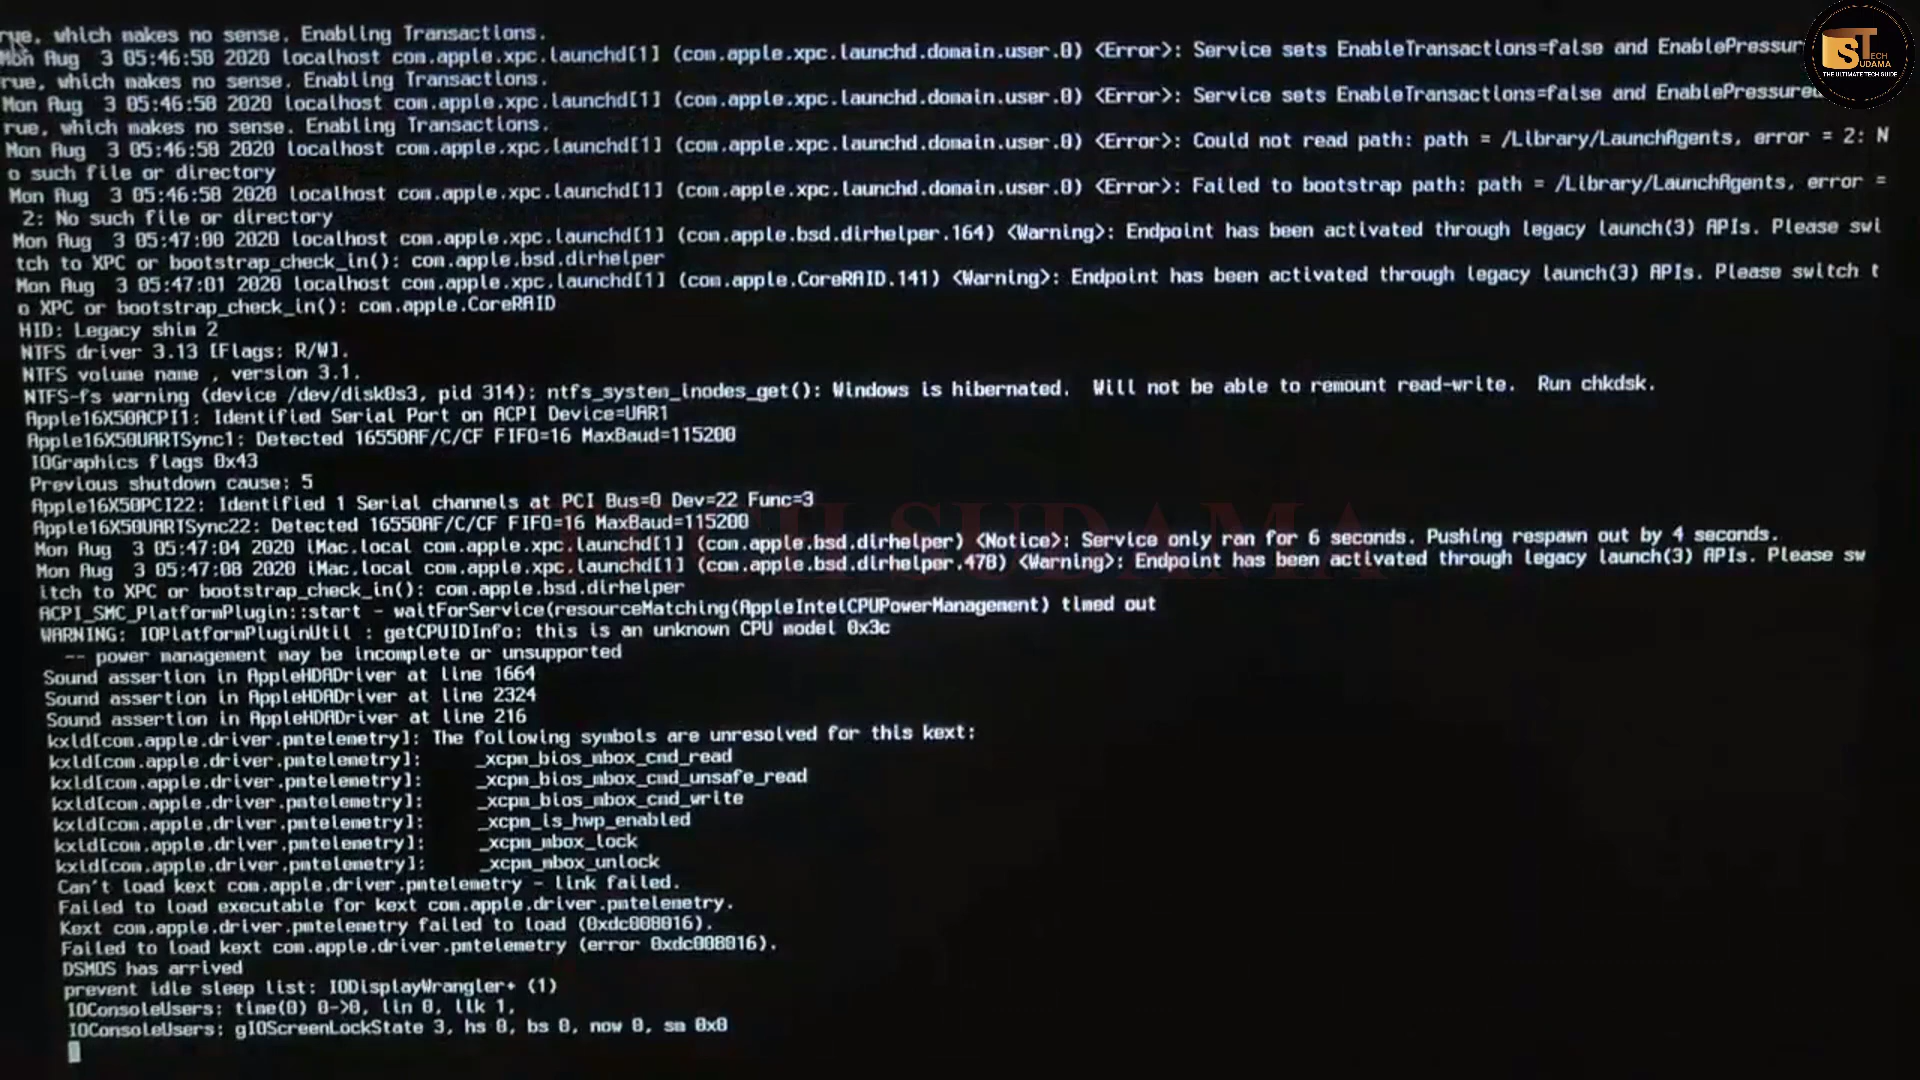 rue, which makes no sense. Enabling Transactions.
Mon Aug  3 05:46:58 2020 localhost com.apple.xpc.launchd[1] (com.apple.xpc.launchd.domain.user.0) <Error>: Service sets EnableTransactions=false and EnablePressur
rue, which makes no sense. Enabling Transactions.
Mon Aug  3 05:46:58 2020 localhost com.apple.xpc.launchd[1] (com.apple.xpc.launchd.domain.user.0) <Error>: Service sets EnableTransactions=false and EnablePressure
rue, which makes no sense. Enabling Transactions.
Mon Aug  3 05:46:58 2020 localhost com.apple.xpc.launchd[1] (com.apple.xpc.launchd.domain.user.0) <Error>: Could not read path: path = /Library/LaunchAgents, error = 2: N
o such file or directory
Mon Aug  3 05:46:58 2020 localhost com.apple.xpc.launchd[1] (com.apple.xpc.launchd.domain.user.0) <Error>: Failed to bootstrap path: path = /Library/LaunchAgents, error =
2: No such file or directory
Mon Aug  3 05:47:00 2020 localhost com.apple.xpc.launchd[1] (com.apple.bsd.dirhelper.164) <Warning>: Endpoint has been activated through legacy launch(3) APIs. Please swi
tch to XPC or bootstrap_check_in(): com.apple.bsd.dirhelper
Mon Aug  3 05:47:01 2020 localhost com.apple.xpc.launchd[1] (com.apple.CoreRAID.141) <Warning>: Endpoint has been activated through legacy launch(3) APIs. Please switch t
o XPC or bootstrap_check_in(): com.apple.CoreRAID
HID: Legacy shim 2
NTFS driver 3.13 [Flags: R/W].
NTFS volume name , version 3.1.
NTFS-fs warning (device /dev/disk0s3, pid 314): ntfs_system_inodes_get(): Windows is hibernated.  Will not be able to remount read-write.  Run chkdsk.
Apple16X50ACPI1: Identified Serial Port on ACPI Device=UAR1
Apple16X50UARTSync1: Detected 16550AF/C/CF FIFO=16 MaxBaud=115200
IOGraphics flags 0x43
Previous shutdown cause: 5
Apple16X50PCI22: Identified 1 Serial channels at PCI Bus=0 Dev=22 Func=3
Apple16X50UARTSync22: Detected 16550AF/C/CF FIFO=16 MaxBaud=115200
Mon Aug  3 05:47:04 2020 iMac.local com.apple.xpc.launchd[1] (com.apple.bsd.dirhelper) <Notice>: Service only ran for 6 seconds. Pushing respawn out by 4 seconds.
Mon Aug  3 05:47:08 2020 iMac.local com.apple.xpc.launchd[1] (com.apple.bsd.dirhelper.478) <Warning>: Endpoint has been activated through legacy launch(3) APIs. Please sw
itch to XPC or bootstrap_check_in(): com.apple.bsd.dirhelper
ACPI_SMC_PlatformPlugin::start - waitForService(resourceMatching(AppleIntelCPUPowerManagement) timed out
WARNING: IOPlatformPluginUtil : getCPUIDInfo: this is an unknown CPU model 0x3c
-- power management may be incomplete or unsupported
Sound assertion in AppleHDADriver at line 1664
Sound assertion in AppleHDADriver at line 2324
Sound assertion in AppleHDADriver at line 216
kxld[com.apple.driver.pmtelemetry]: The following symbols are unresolved for this kext:
kxld[com.apple.driver.pmtelemetry]:     _xcpm_bios_mbox_cmd_read
kxld[com.apple.driver.pmtelemetry]:     _xcpm_bios_mbox_cmd_unsafe_read
kxld[com.apple.driver.pmtelemetry]:     _xcpm_bios_mbox_cmd_write
kxld[com.apple.driver.pmtelemetry]:     _xcpm_is_hwp_enabled
kxld[com.apple.driver.pmtelemetry]:     _xcpm_mbox_lock
kxld[com.apple.driver.pmtelemetry]:     _xcpm_mbox_unlock
Can't load kext com.apple.driver.pmtelemetry - link failed.
Failed to load executable for kext com.apple.driver.pmtelemetry.
Kext com.apple.driver.pmtelemetry failed to load (0xdc008016).
Failed to load kext com.apple.driver.pmtelemetry (error 0xdc008016).
DSMOS has arrived
prevent idle sleep list: IODisplayWrangler+ (1)
IOConsoleUsers: time(0) 0->0, lin 0, llk 1,
IOConsoleUsers: gIOScreenLockState 3, hs 0, bs 0, now 0, sm 0x0
TECH SUDAMA
ST
TECH
SUDAMA
THE ULTIMATE TECH GUIDE